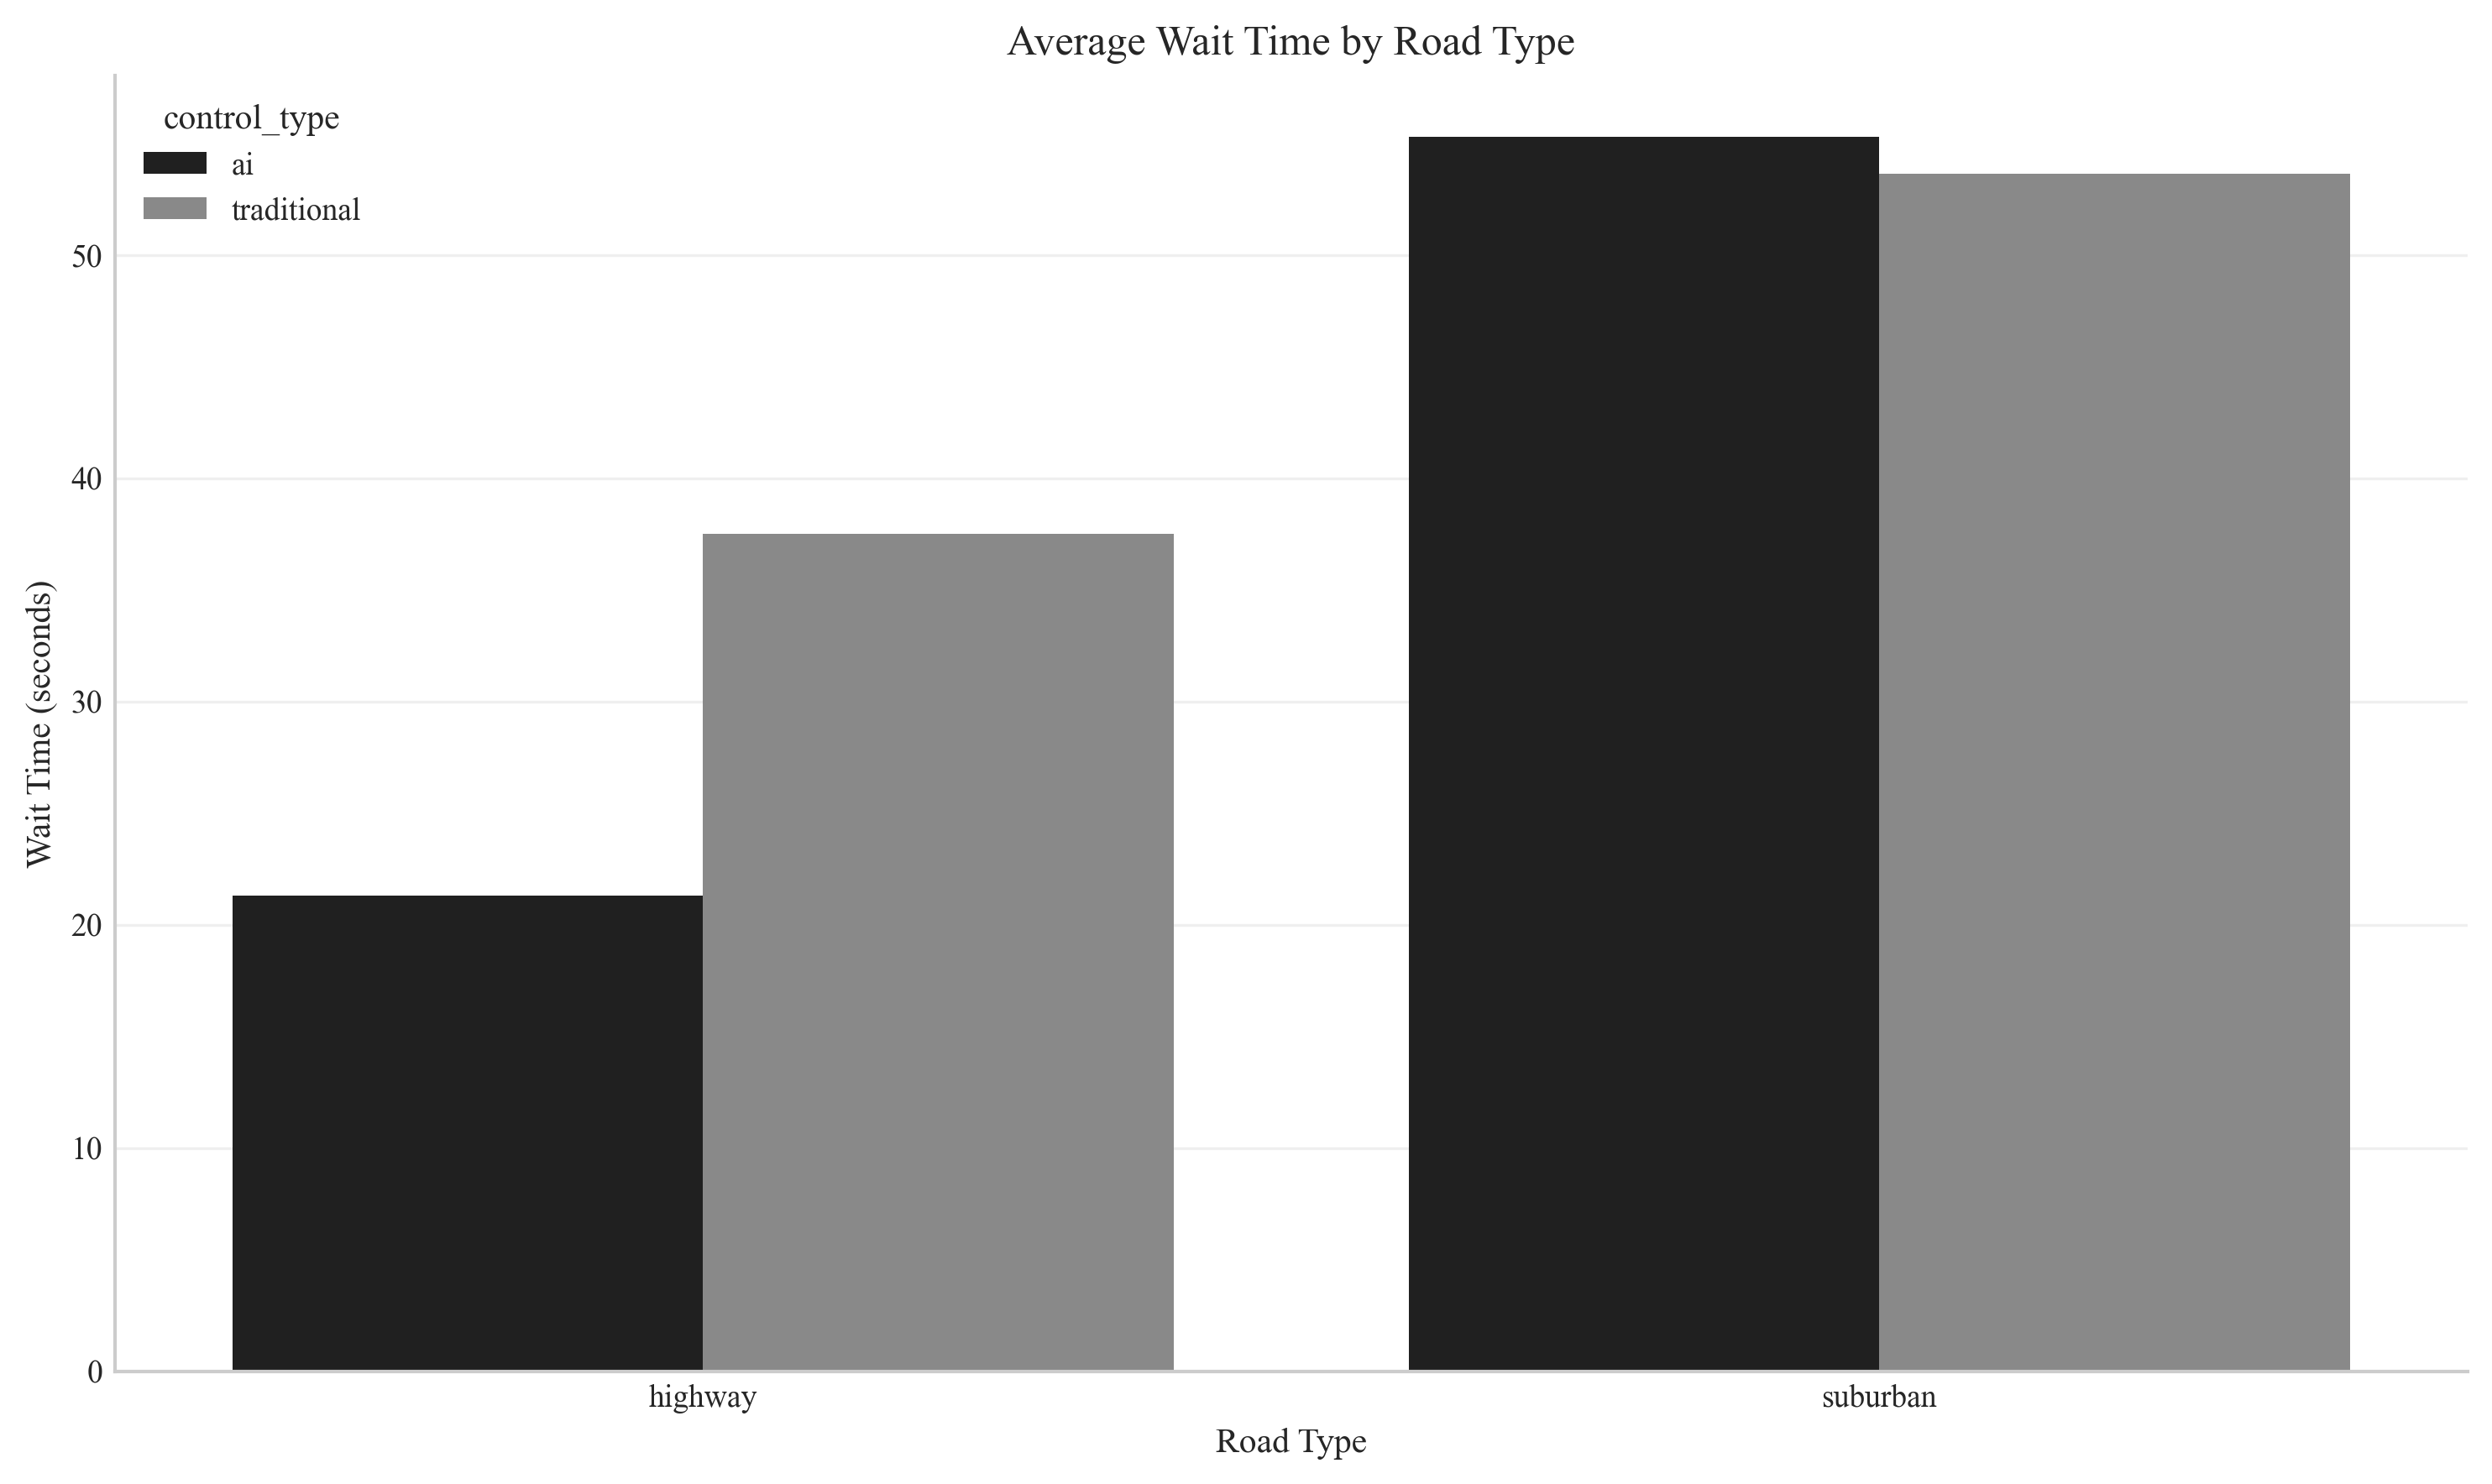 Average Wait Time by Road Type
control_type
ai
traditional
50
40
30
20
10
0
Wait Time (seconds)
highway
suburban
Road Type